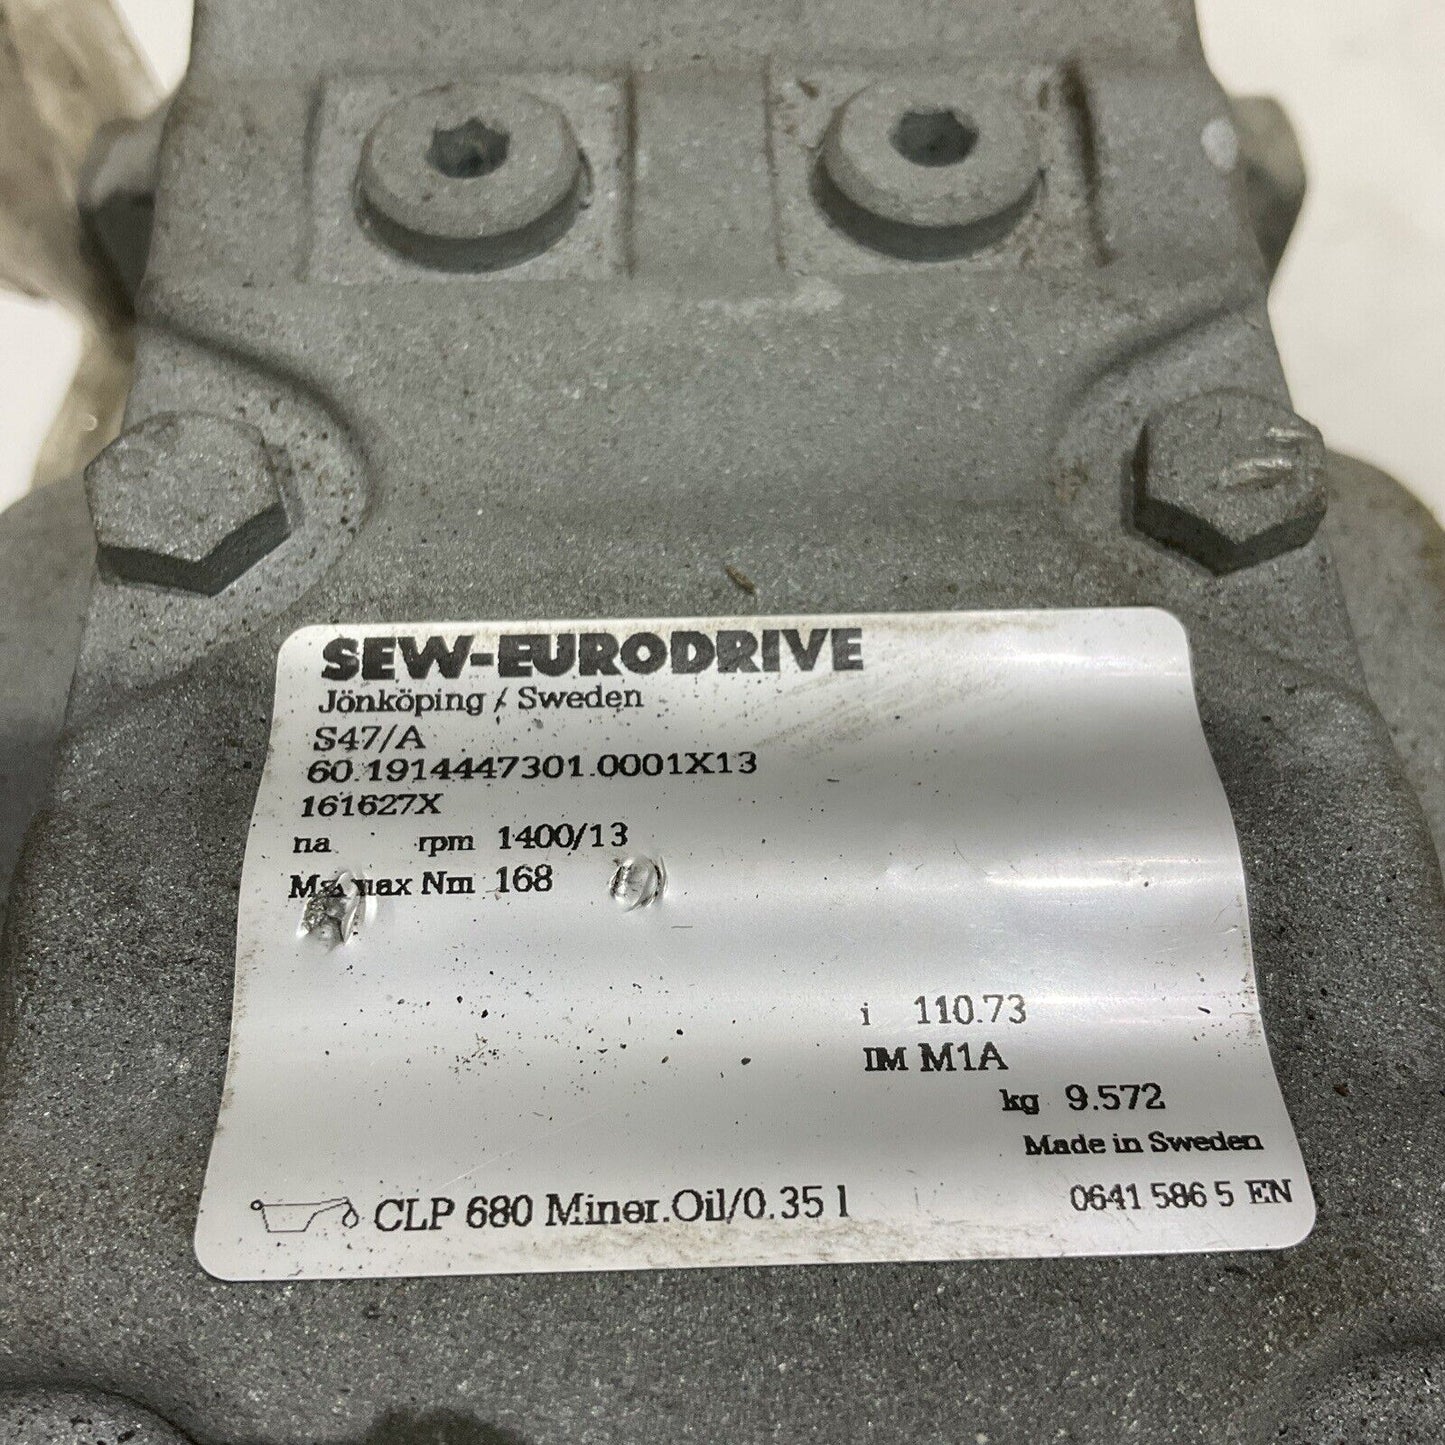 SEW-EURODRIVE
Jönköping / Sweden
S47/A
60.1914447301.0001X13
161627X
na rpm 1400/13
max Nm 168
i 110.73
IM M1A
kg 9.572
Made in Sweden
CLP 680 Miner.Oil/0.35 l
0641 586 5 EN